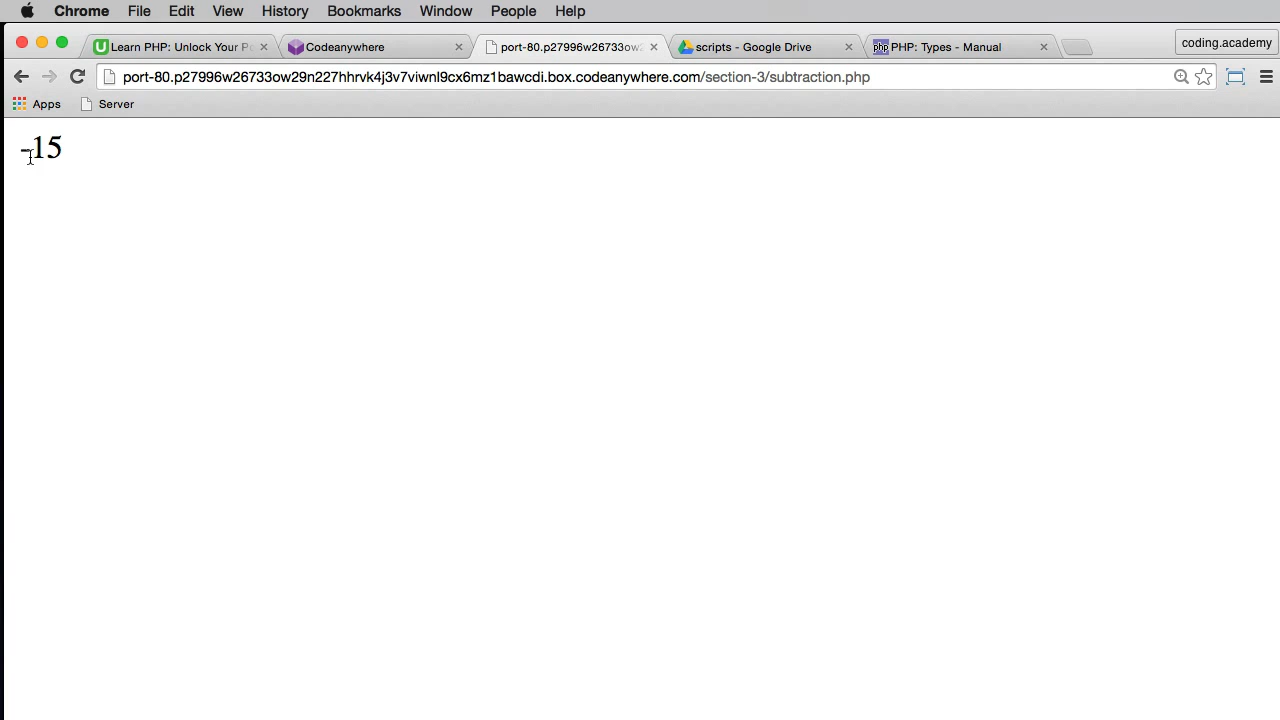 Chrome File Edit View History Bookmarks Window People Help
Learn PHP: Unlock Your P
Codeanywhere
port-80.p27996w26733ow
scripts - Google Drive
php PHP: Types - Manual
coding.academy
port-80.p27996w26733ow29n227hhrvk4j3v7viwnl9cx6mz1bawcdi.box.codeanywhere.com/section-3/subtraction.php
Apps Server
-15